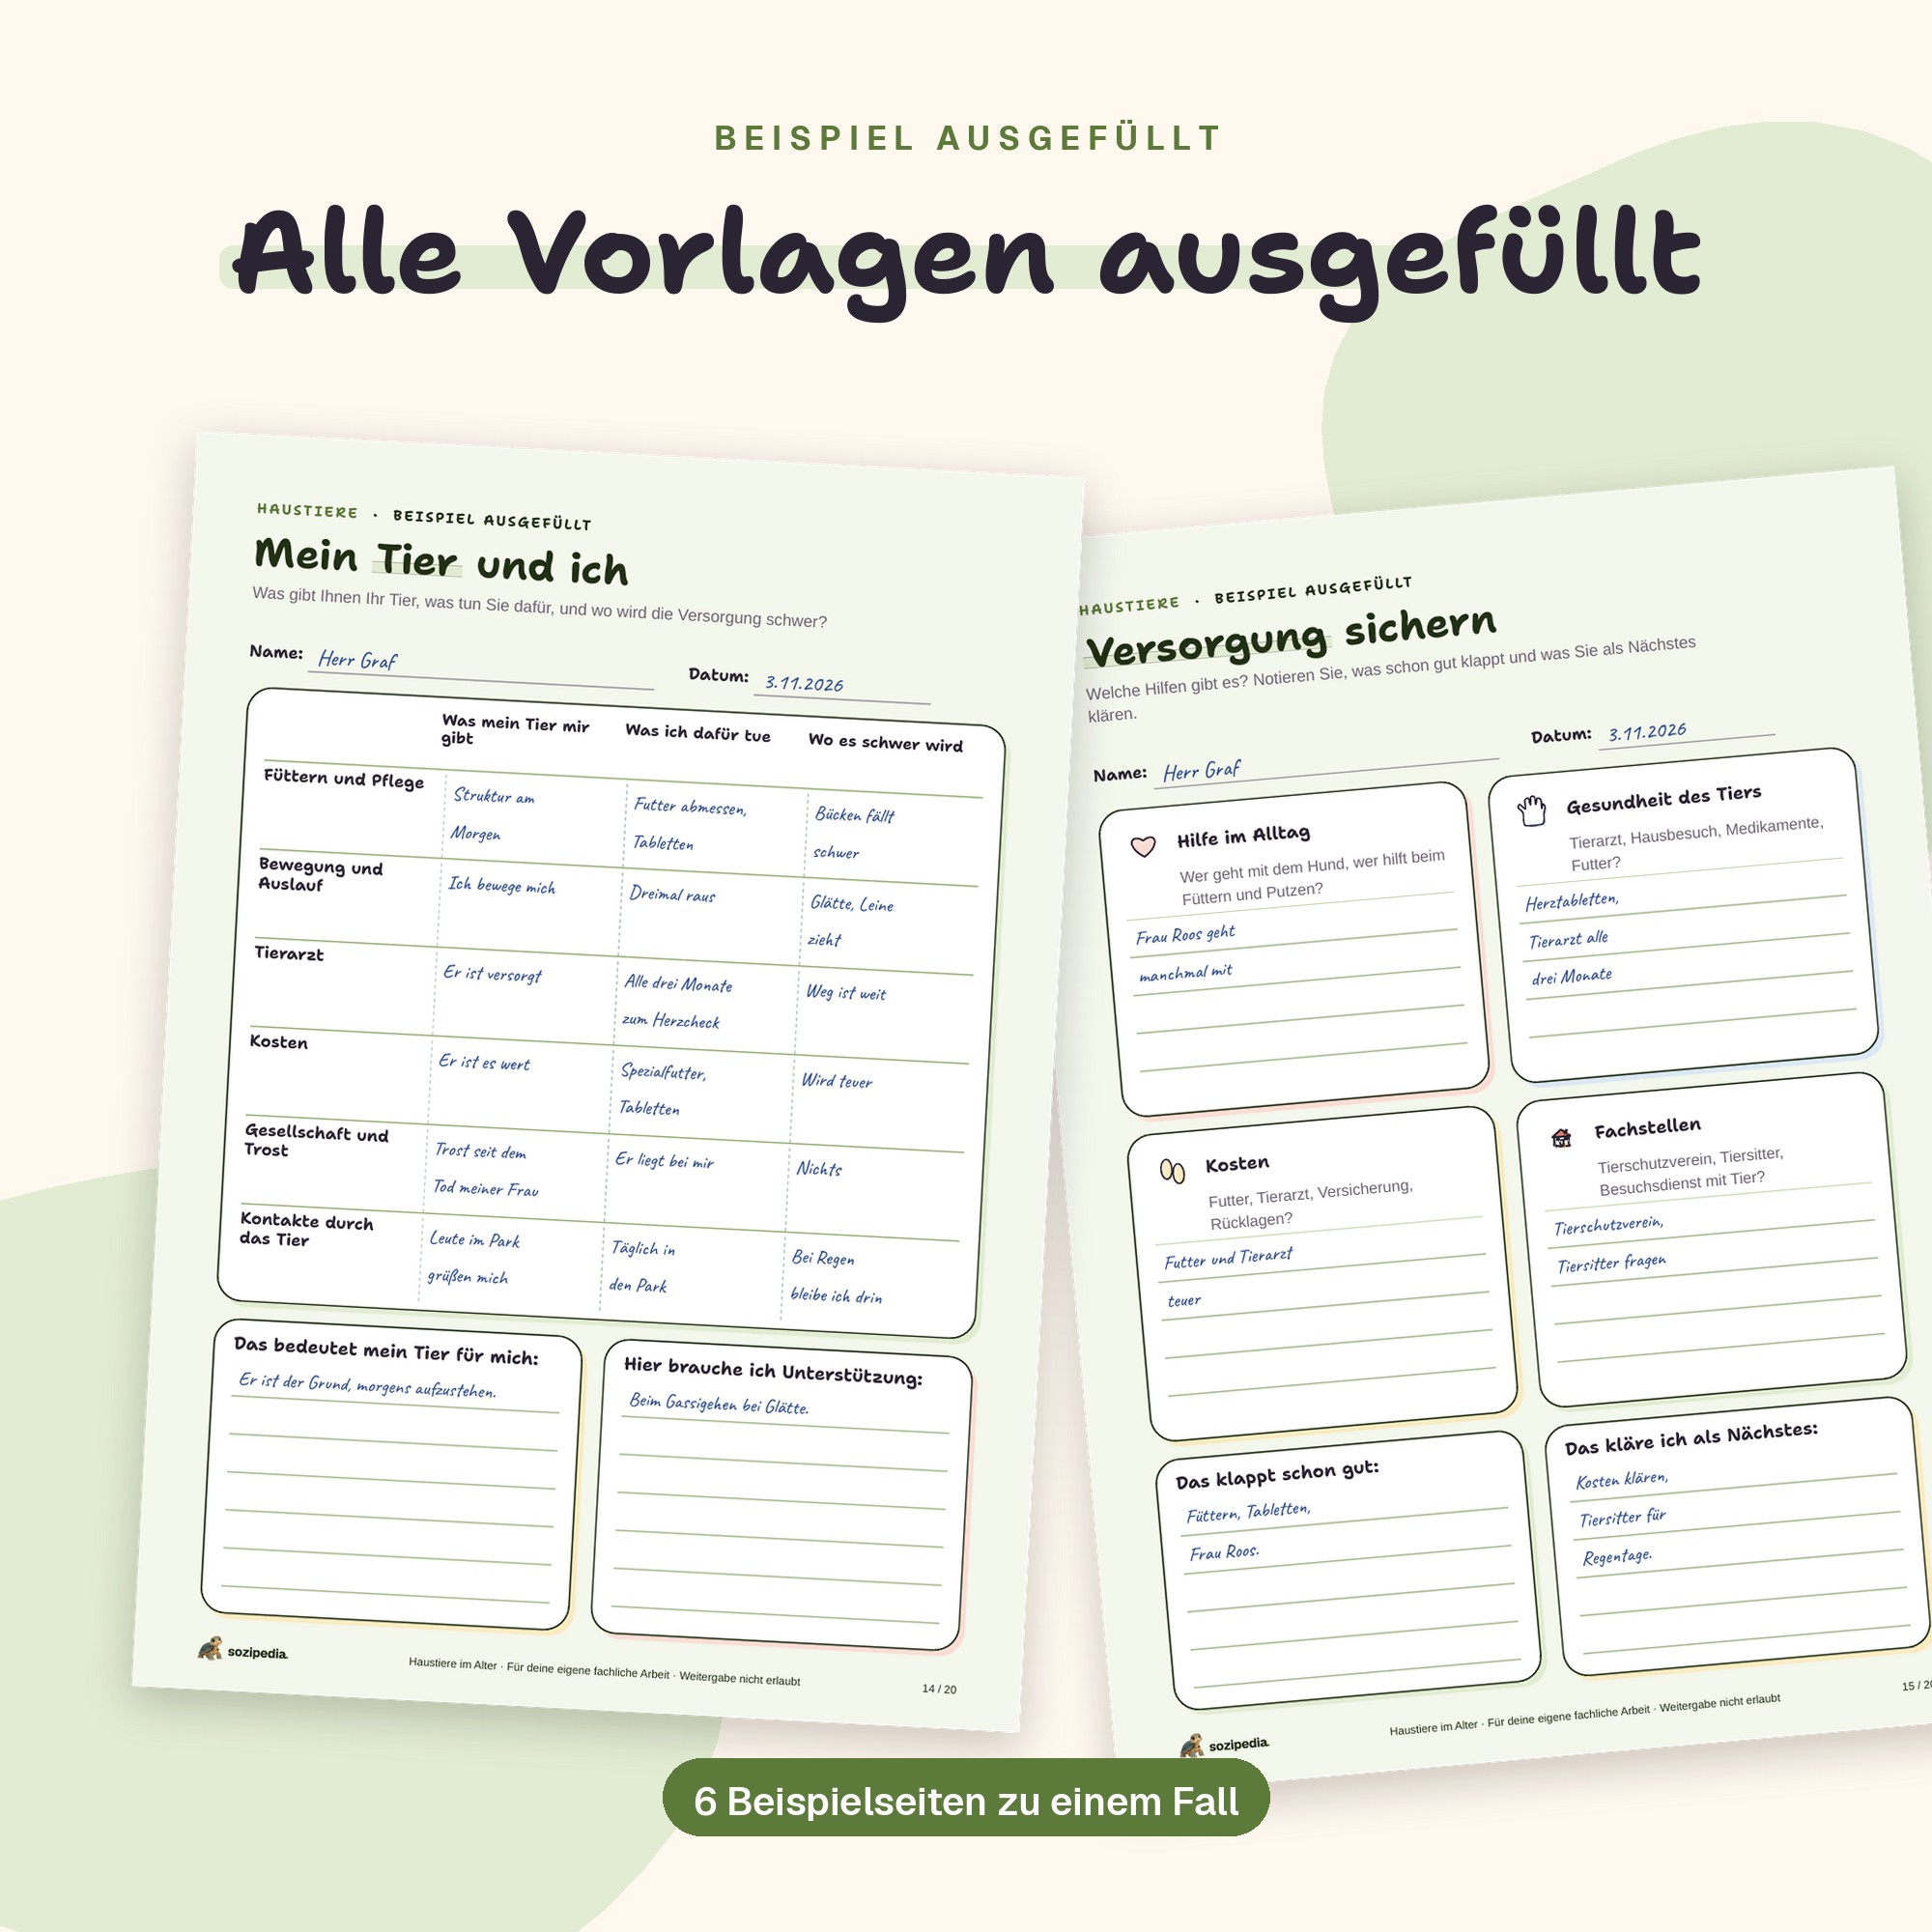 BEISPIEL AUSGEFÜLLT
Alle Vorlagen ausgefüllt
HAUSTIERE · BEISPIEL AUSGEFÜLLT
Mein Tier und ich
Was gibt Ihnen Ihr Tier, was tun Sie dafür, und wo wird die Versorgung schwer?
Name: Herr Graf Datum: 3.11.2026
Was mein Tier mir gibt
Was ich dafür tue
Wo es schwer wird
Füttern und Pflege
Struktur am
Morgen
Futter abmessen,
Tabletten
Bücken fällt
schwer
Bewegung und
Auslauf
Ich bewege mich
Dreimal raus
Glätte, Leine
zieht
Tierarzt
Er ist versorgt
Alle drei Monate
zum Herzcheck
Weg ist weit
Kosten
Er ist es wert
Spezialfutter,
Tabletten
Wird teuer
Gesellschaft und
Trost
Trost seit dem
Tod meiner Frau
Er liegt bei mir
Nichts
Kontakte durch
das Tier
Leute im Park
grüßen mich
Täglich in
den Park
Bei Regen
bleibe ich drin
Das bedeutet mein Tier für mich:
Er ist der Grund, morgens aufzustehen.
Hier brauche ich Unterstützung:
Beim Gassigehen bei Glätte.
sozipedia.
Haustiere im Alter · Für deine eigene fachliche Arbeit · Weitergabe nicht erlaubt
14 / 20
HAUSTIERE · BEISPIEL AUSGEFÜLLT
Versorgung sichern
Welche Hilfen gibt es? Notieren Sie, was schon gut klappt und was Sie als Nächstes
klären.
Name: Herr Graf Datum: 3.11.2026
Hilfe im Alltag
Wer geht mit dem Hund, wer hilft beim
Füttern und Putzen?
Frau Roos geht
manchmal mit
Gesundheit des Tiers
Tierarzt, Hausbesuch, Medikamente,
Futter?
Herztabletten,
Tierarzt alle
drei Monate
Kosten
Futter, Tierarzt, Versicherung,
Rücklagen?
Futter und Tierarzt
teuer
Fachstellen
Tierschutzverein, Tiersitter,
Besuchsdienst mit Tier?
Tierschutzverein,
Tiersitter fragen
Das klappt schon gut:
Füttern, Tabletten,
Frau Roos.
Das kläre ich als Nächstes:
Kosten klären,
Tiersitter für
Regentage.
sozipedia.
Haustiere im Alter · Für deine eigene fachliche Arbeit · Weitergabe nicht erlaubt
15 / 20
6 Beispielseiten zu einem Fall